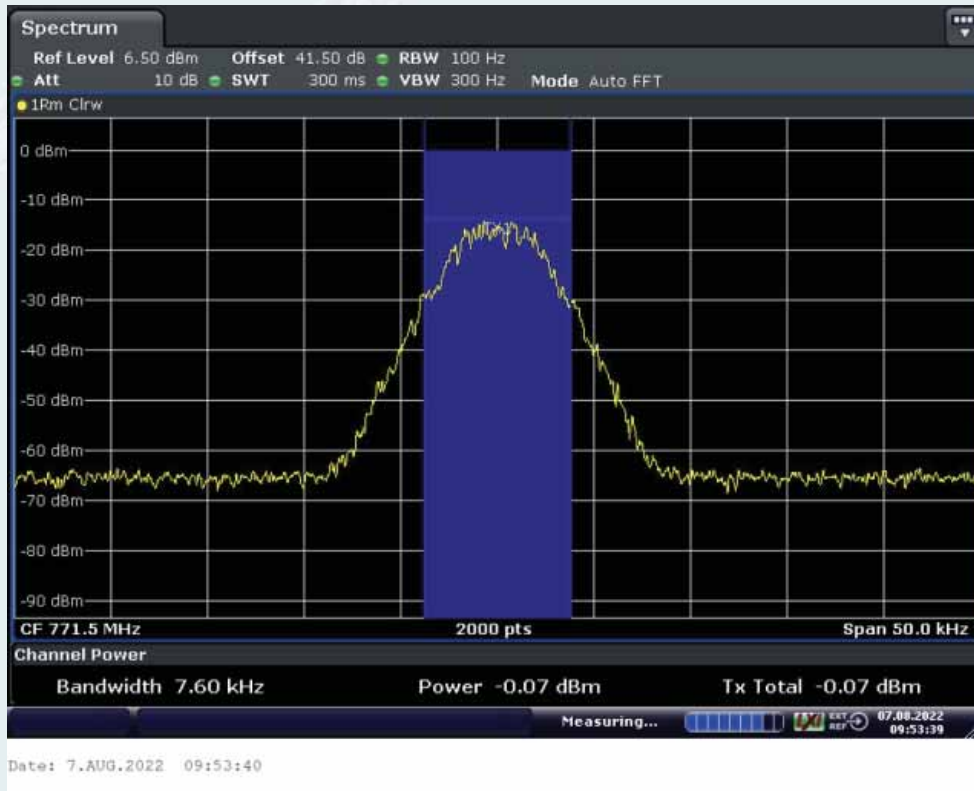 Spectrum
Ref Level 6.50 dBm Offset 41.50 dB RBW 100 Hz
Att 10 dB SWT 300 ms VBW 300 Hz Mode Auto FFT
1Rm Clrw
0 dBm
-10 dBm
-20 dBm
-30 dBm
-40 dBm
-50 dBm
-60 dBm
-70 dBm
-80 dBm
-90 dBm
CF 771.5 MHz 2000 pts Span 50.0 kHz
Channel Power
Bandwidth 7.60 kHz Power -0.07 dBm Tx Total -0.07 dBm
Measuring... LXI EXT REF 07.08.2022
09:53:39
Date: 7.AUG.2022 09:53:40